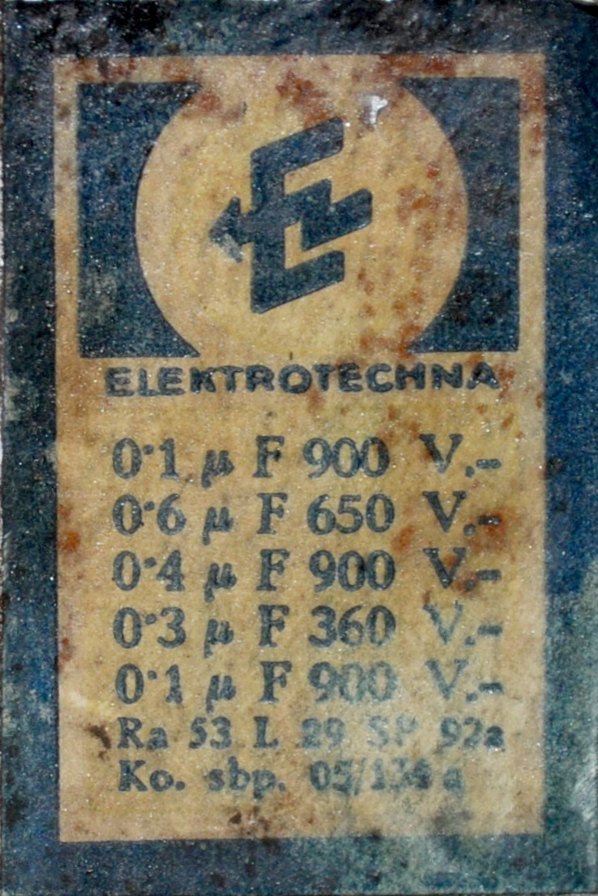 ELEKTROTECHNA
0·1 µ F 900 V.-
0·6 µ F 650 V.-
0·4 µ F 900 V.-
0·3 µ F 360 V.-
0·1 µ F 900 V.-
Ra 53 L 29 SP 92a
Ko. sbp. 05/134 a